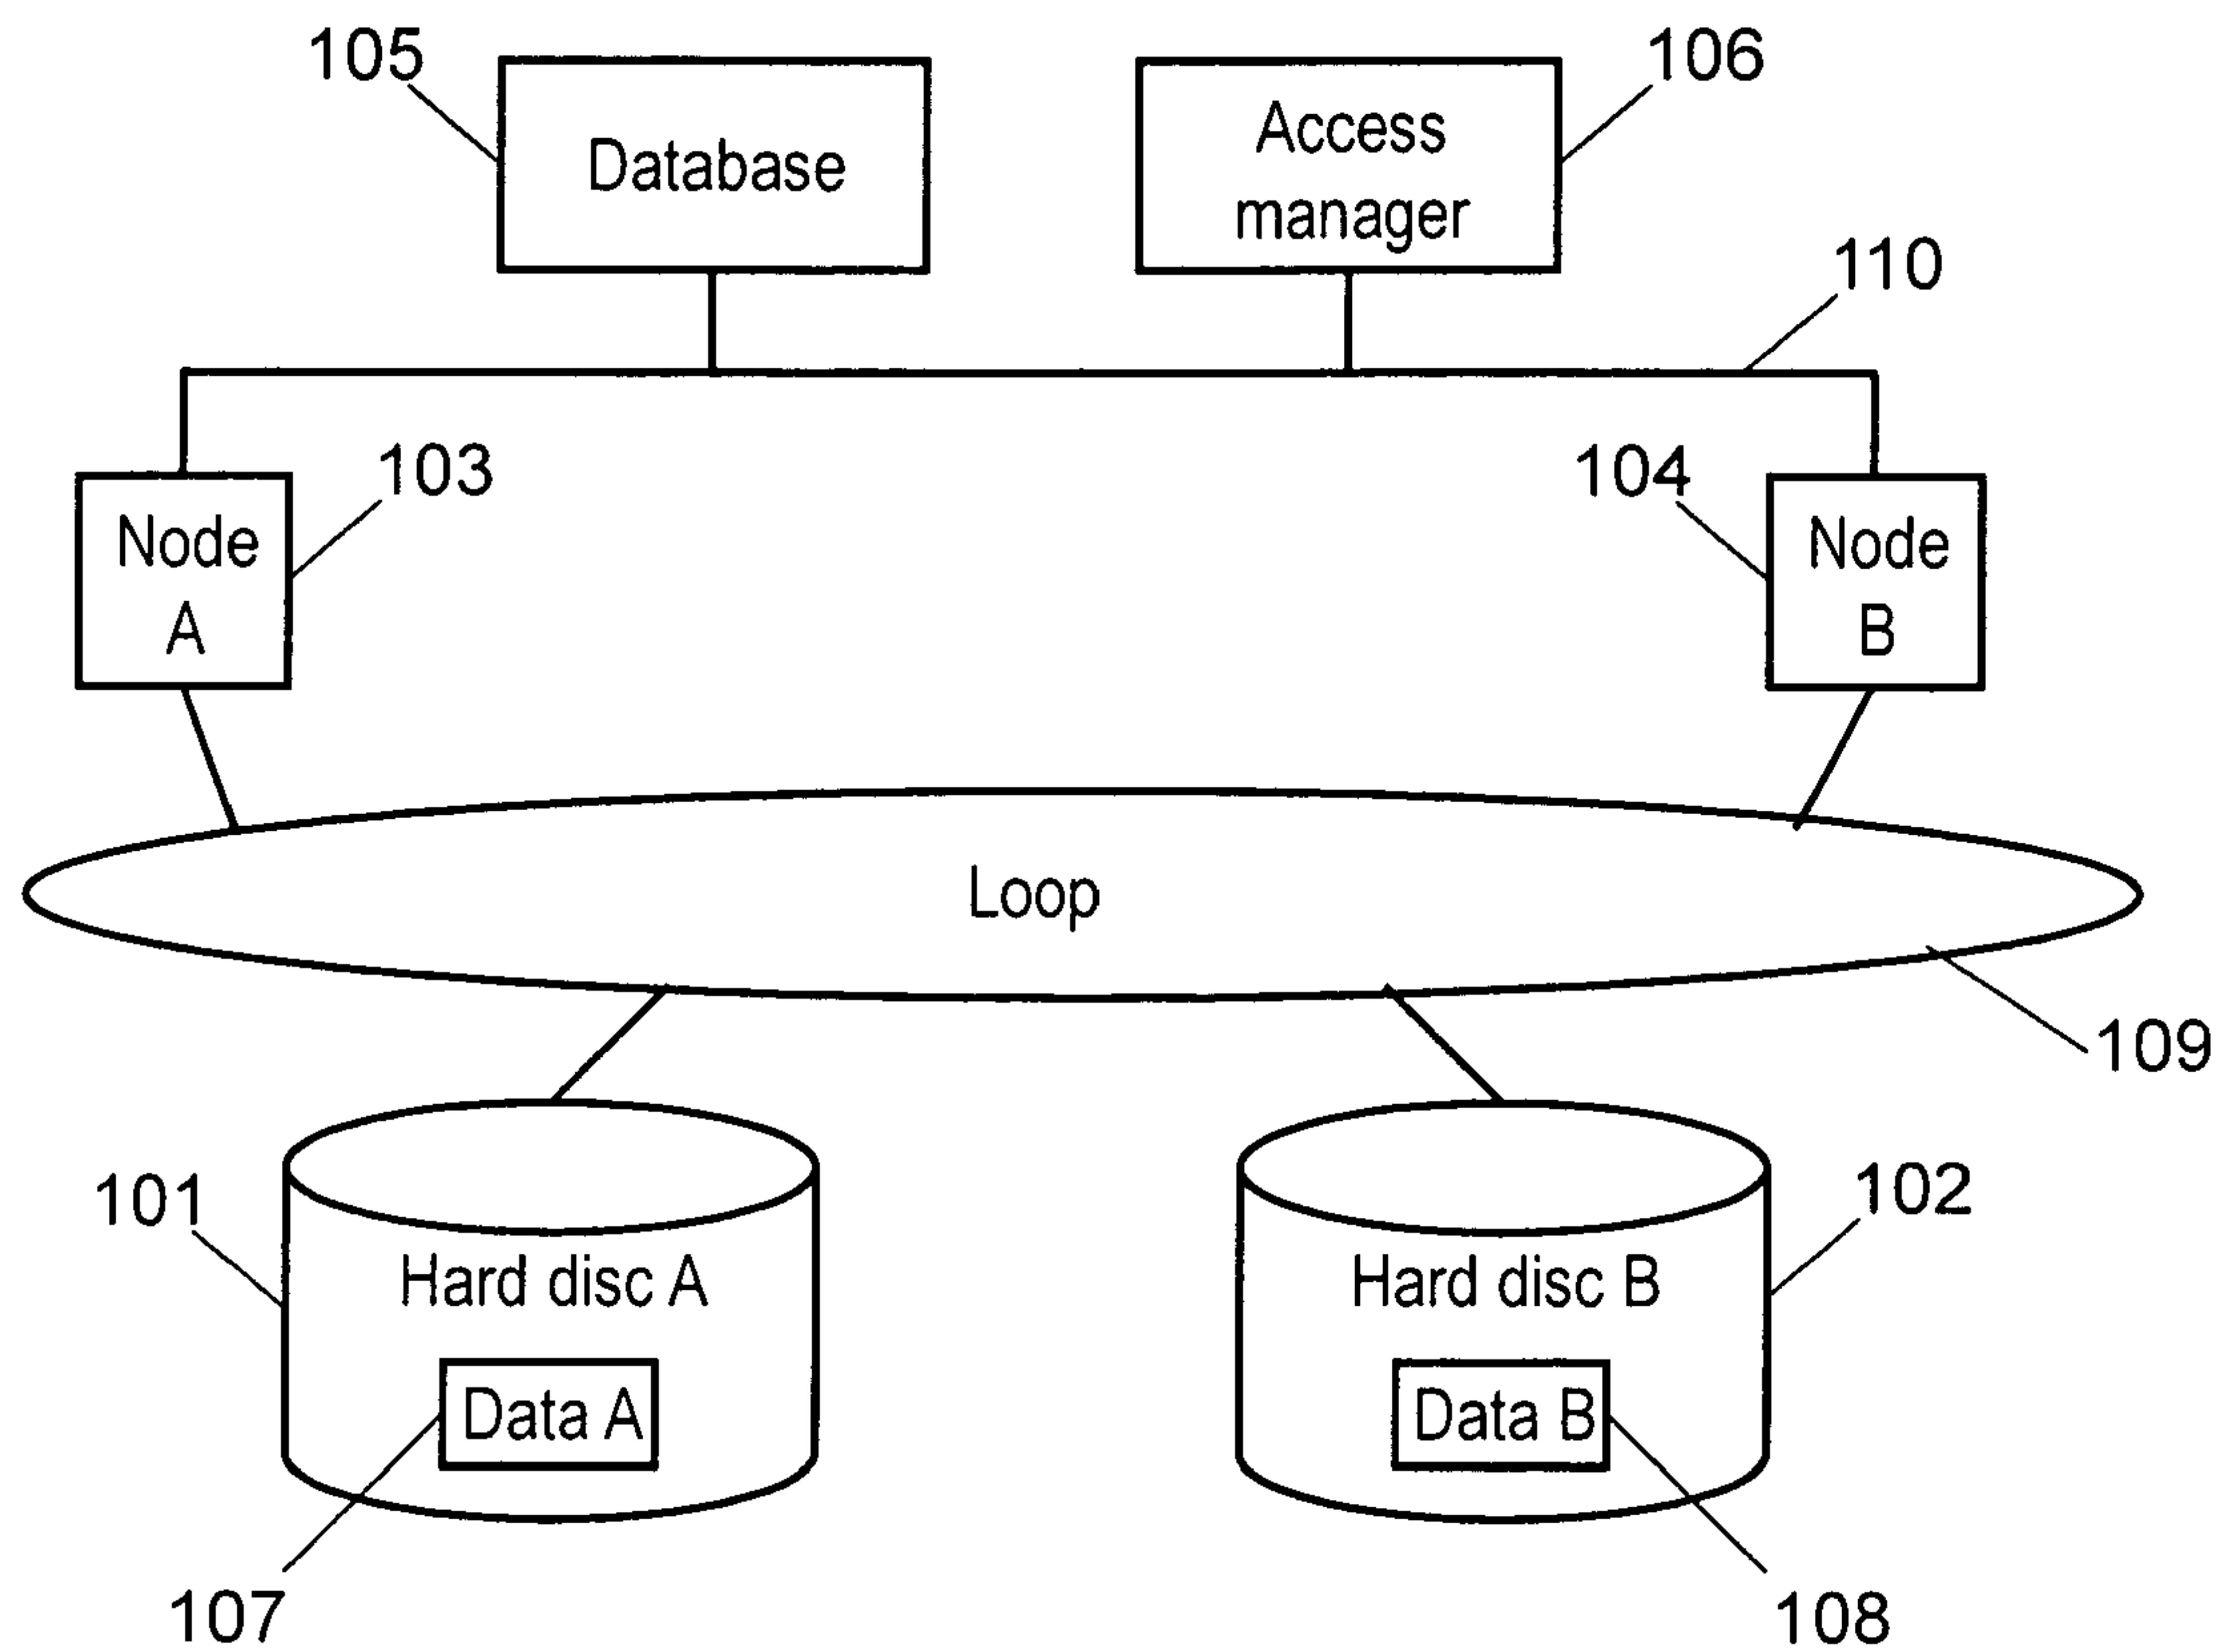 105
106
Database
Access
manager
110
103
104
Node
A
Node
B
Loop
109
101
102
Hard disc A
Hard disc B
Data A
Data B
107
108